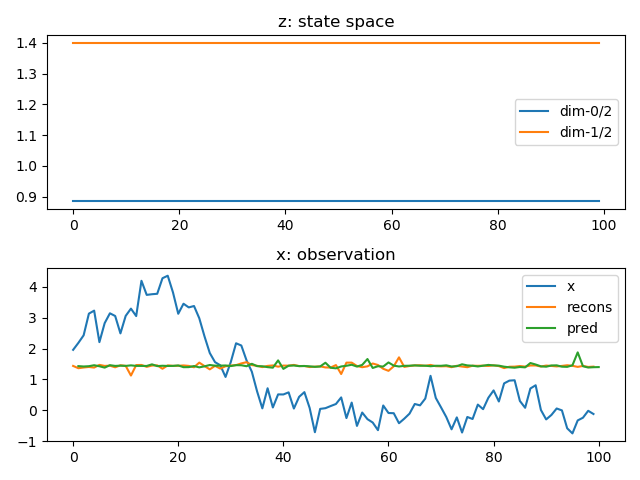 z: state space
1.4
1.3
1.2
1.1
1.0
0.9
dim-0/2
dim-1/2
0 20 40 60 80 100
x: observation
4
3
2
1
0
−1
x
recons
pred
0 20 40 60 80 100